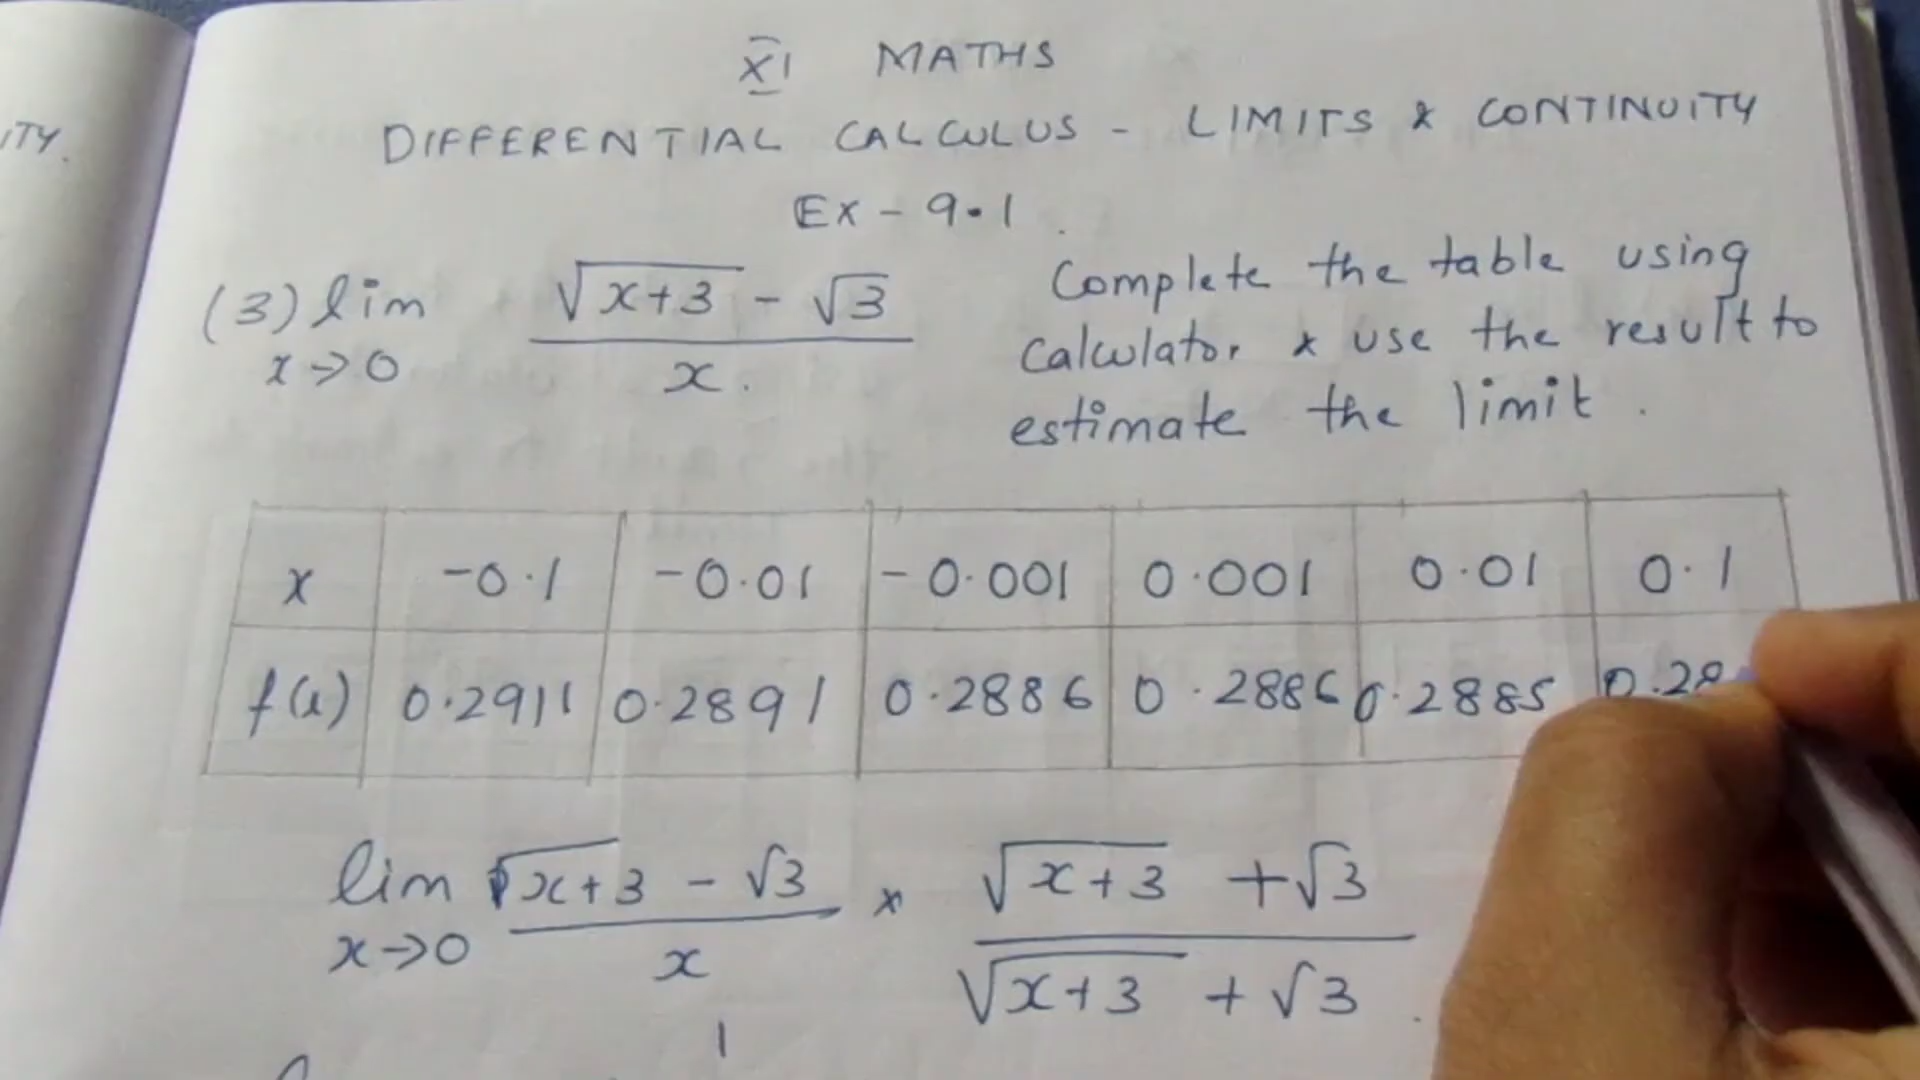 ITY.
XI MATHS
DIFFERENTIAL CALCULUS - LIMITS & CONTINUITY
Ex - 9.1
(3) lim x→0 (√(x+3) - √3) / x.
Complete the table using
calculator & use the result to
estimate the limit.
x -0.1 -0.01 -0.001 0.001 0.01 0.1
f(x) 0.2911 0.2891 0.2886 0.2886 0.2885 0.28
lim x→0 (√(x+3) - √3) / x × (√(x+3) + √3) / (√(x+3) + √3).
1